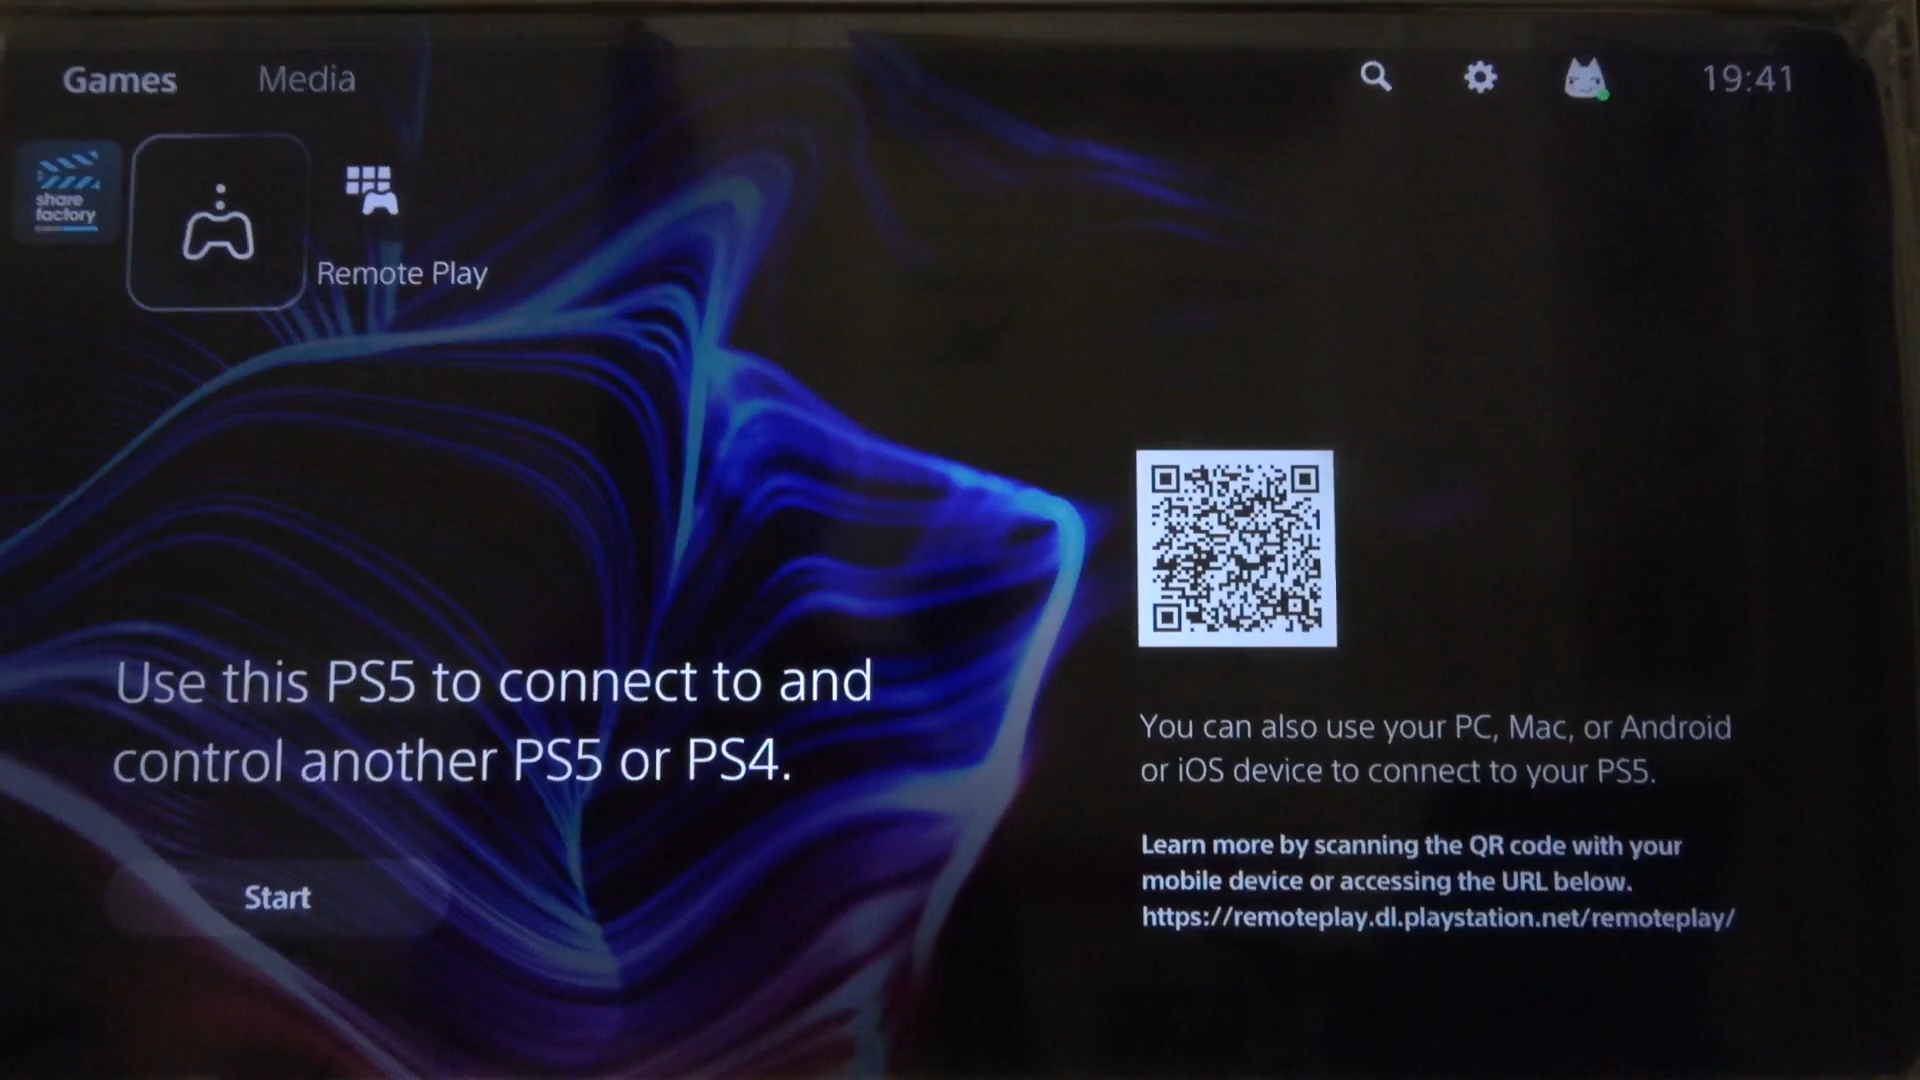 Games
Media
19:41
share
factory
Remote Play
Use this PS5 to connect to and
control another PS5 or PS4.
Start
You can also use your PC, Mac, or Android
or iOS device to connect to your PS5.
Learn more by scanning the QR code with your
mobile device or accessing the URL below.
https://remoteplay.dl.playstation.net/remoteplay/